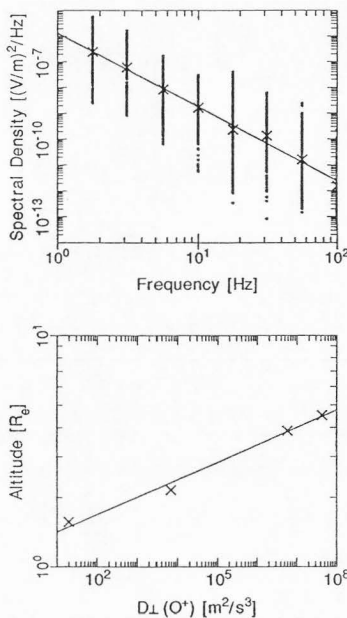 Spectral Density [(V/m)²/Hz]
10⁻⁷
10⁻¹⁰
10⁻¹³
10⁰ 10¹ 10²
Frequency [Hz]
Altitude [Rₑ]
10¹
10⁰
10² 10⁵ 10⁸
D⊥(O⁺) [m²/s³]